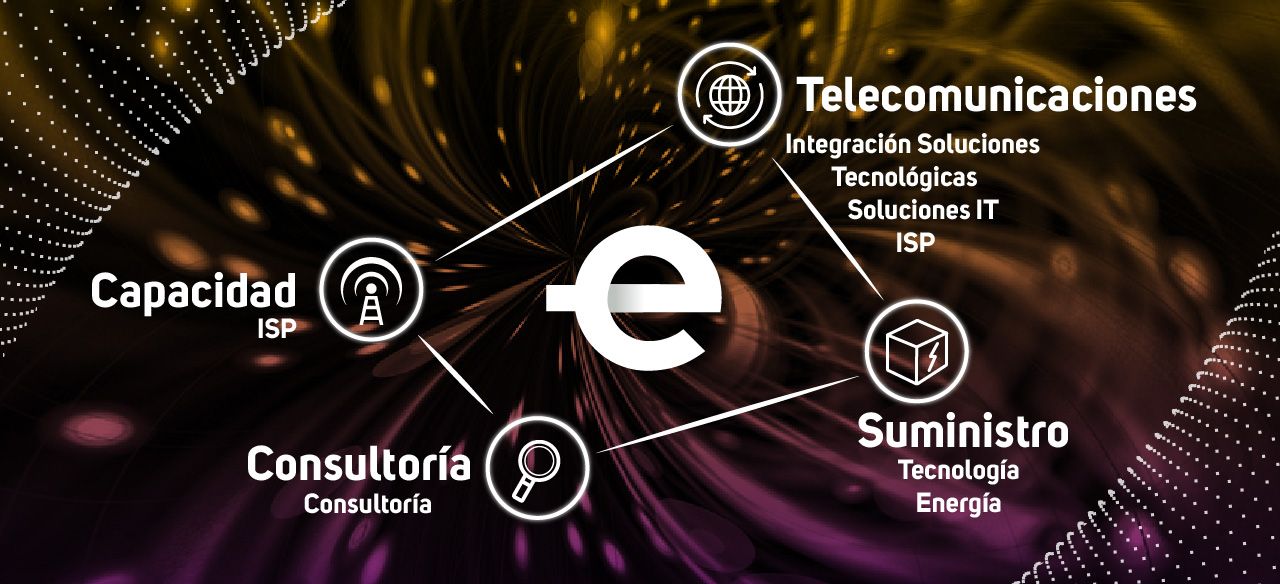 Telecomunicaciones
Integración Soluciones
Tecnológicas
Soluciones IT
ISP
Capacidad
ISP
e
Suministro
Tecnología
Energía
Consultoría
Consultoría